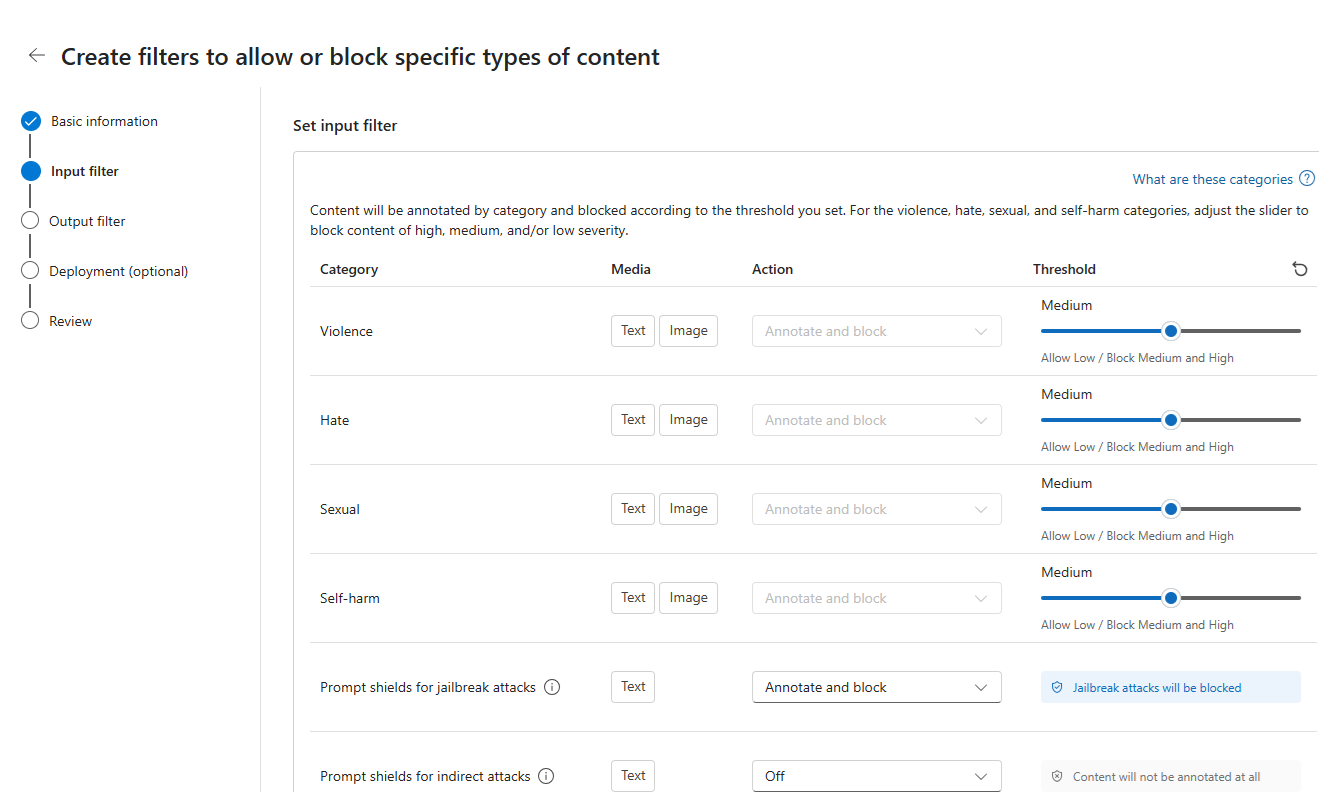 Create filters to allow or block specific types of content
Basic information
Input filter
Output filter
Deployment (optional)
Review
Set input filter
What are these categories
Content will be annotated by category and blocked according to the threshold you set. For the violence, hate, sexual, and self-harm categories, adjust the slider to
block content of high, medium, and/or low severity.
Category Media Action Threshold
Medium
Violence Text Image Annotate and block
Allow Low / Block Medium and High
Medium
Hate Text Image Annotate and block
Allow Low / Block Medium and High
Medium
Sexual Text Image Annotate and block
Allow Low / Block Medium and High
Medium
Self-harm Text Image Annotate and block
Allow Low / Block Medium and High
Prompt shields for jailbreak attacks Text Annotate and block Jailbreak attacks will be blocked
Prompt shields for indirect attacks Text Off Content will not be annotated at all